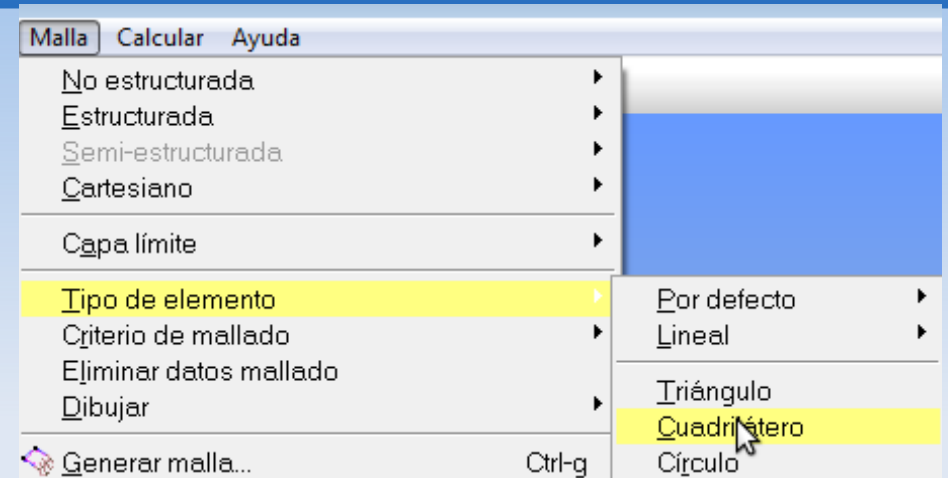 Malla Calcular Ayuda
No estructurada
Estructurada
Semi-estructurada
Cartesiano
Capa límite
Tipo de elemento
Criterio de mallado
Eliminar datos mallado
Dibujar
Generar malla... Ctrl-g
Por defecto
Lineal
Triángulo
Cuadrilátero
Círculo